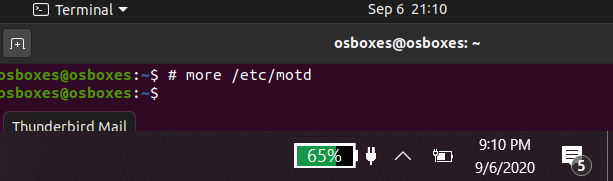 Terminal
Sep 6 21:10
osboxes@osboxes: ~
osboxes@osboxes:~$ # more /etc/motd
osboxes@osboxes:~$
Thunderbird Mail
65%
9:10 PM
9/6/2020
5